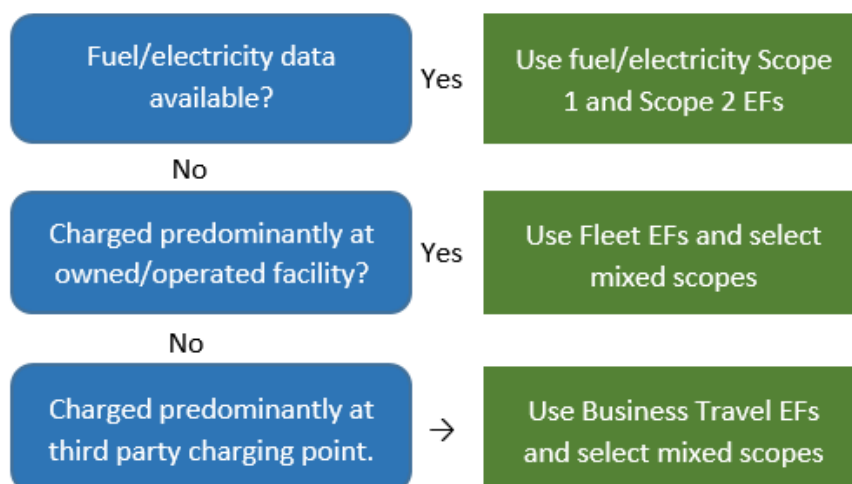 Fuel/electricity data
available?
Yes
Use fuel/electricity Scope
1 and Scope 2 EFs
No
Charged predominantly at
owned/operated facility?
Yes
Use Fleet EFs and select
mixed scopes
No
Charged predominantly at
third party charging point.
→
Use Business Travel EFs
and select mixed scopes